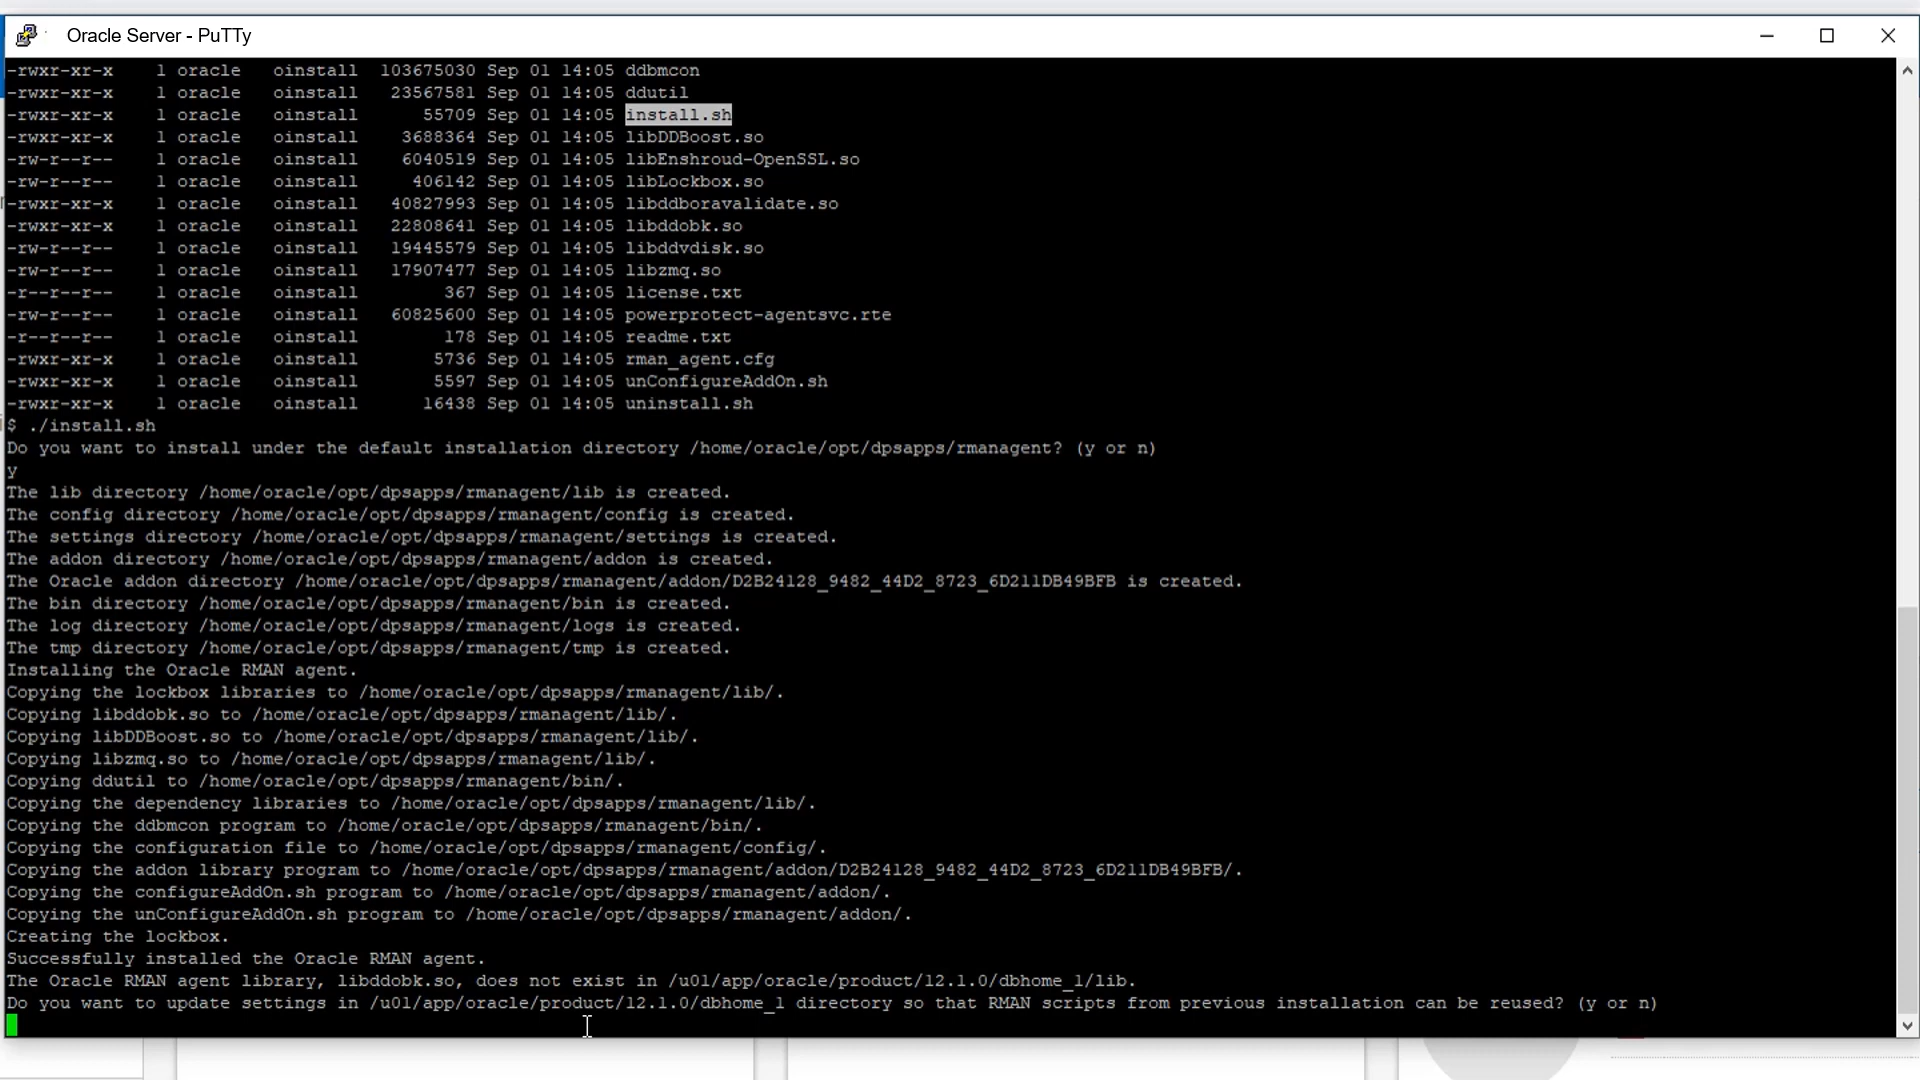 Oracle Server - PuTTy
-rwxr-xr-x 1 oracle oinstall 103675030 Sep 01 14:05 ddbmcon
-rwxr-xr-x 1 oracle oinstall 23567581 Sep 01 14:05 ddutil
-rwxr-xr-x 1 oracle oinstall 55709 Sep 01 14:05 install.sh
-rwxr-xr-x 1 oracle oinstall 3688364 Sep 01 14:05 libDDBoost.so
-rw-r--r-- 1 oracle oinstall 6040519 Sep 01 14:05 libEnshroud-OpenSSL.so
-rw-r--r-- 1 oracle oinstall 406142 Sep 01 14:05 libLockbox.so
-rwxr-xr-x 1 oracle oinstall 40827993 Sep 01 14:05 libddboravalidate.so
-rwxr-xr-x 1 oracle oinstall 22808641 Sep 01 14:05 libddobk.so
-rw-r--r-- 1 oracle oinstall 19445579 Sep 01 14:05 libddvdisk.so
-rw-r--r-- 1 oracle oinstall 17907477 Sep 01 14:05 libzmq.so
-r--r--r-- 1 oracle oinstall 367 Sep 01 14:05 license.txt
-rw-r--r-- 1 oracle oinstall 60825600 Sep 01 14:05 powerprotect-agentsvc.rte
-r--r--r-- 1 oracle oinstall 178 Sep 01 14:05 readme.txt
-rwxr-xr-x 1 oracle oinstall 5736 Sep 01 14:05 rman_agent.cfg
-rwxr-xr-x 1 oracle oinstall 5597 Sep 01 14:05 unConfigureAddOn.sh
-rwxr-xr-x 1 oracle oinstall 16438 Sep 01 14:05 uninstall.sh
$ ./install.sh
Do you want to install under the default installation directory /home/oracle/opt/dpsapps/rmanagent? (y or n)
y
The lib directory /home/oracle/opt/dpsapps/rmanagent/lib is created.
The config directory /home/oracle/opt/dpsapps/rmanagent/config is created.
The settings directory /home/oracle/opt/dpsapps/rmanagent/settings is created.
The addon directory /home/oracle/opt/dpsapps/rmanagent/addon is created.
The Oracle addon directory /home/oracle/opt/dpsapps/rmanagent/addon/D2B24128_9482_44D2_8723_6D211DB49BFB is created.
The bin directory /home/oracle/opt/dpsapps/rmanagent/bin is created.
The log directory /home/oracle/opt/dpsapps/rmanagent/logs is created.
The tmp directory /home/oracle/opt/dpsapps/rmanagent/tmp is created.
Installing the Oracle RMAN agent.
Copying the lockbox libraries to /home/oracle/opt/dpsapps/rmanagent/lib/.
Copying libddobk.so to /home/oracle/opt/dpsapps/rmanagent/lib/.
Copying libDDBoost.so to /home/oracle/opt/dpsapps/rmanagent/lib/.
Copying libzmq.so to /home/oracle/opt/dpsapps/rmanagent/lib/.
Copying ddutil to /home/oracle/opt/dpsapps/rmanagent/bin/.
Copying the dependency libraries to /home/oracle/opt/dpsapps/rmanagent/lib/.
Copying the ddbmcon program to /home/oracle/opt/dpsapps/rmanagent/bin/.
Copying the configuration file to /home/oracle/opt/dpsapps/rmanagent/config/.
Copying the addon library program to /home/oracle/opt/dpsapps/rmanagent/addon/D2B24128_9482_44D2_8723_6D211DB49BFB/.
Copying the configureAddOn.sh program to /home/oracle/opt/dpsapps/rmanagent/addon/.
Copying the unConfigureAddOn.sh program to /home/oracle/opt/dpsapps/rmanagent/addon/.
Creating the lockbox.
Successfully installed the Oracle RMAN agent.
The Oracle RMAN agent library, libddobk.so, does not exist in /u01/app/oracle/product/12.1.0/dbhome_1/lib.
Do you want to update settings in /u01/app/oracle/product/12.1.0/dbhome_1 directory so that RMAN scripts from previous installation can be reused? (y or n)